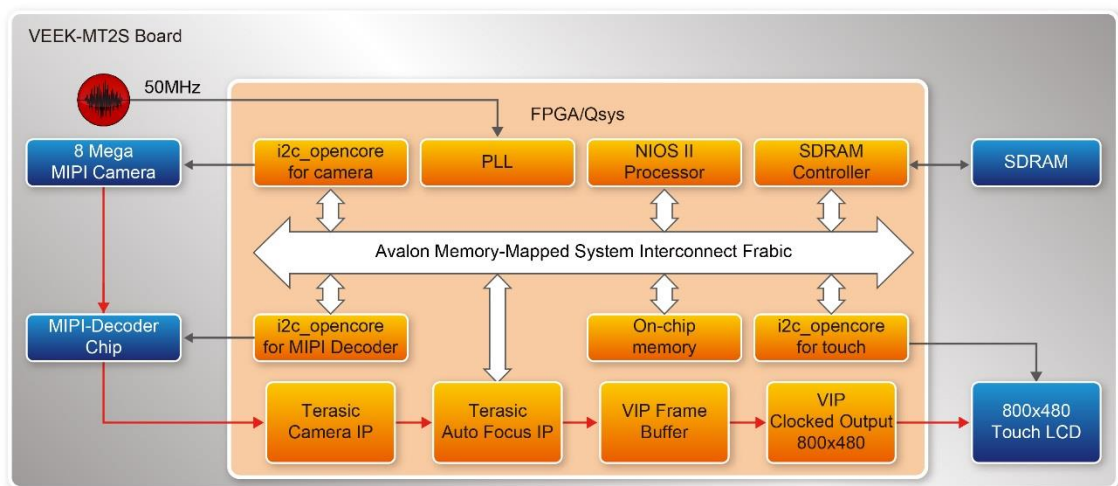 VEEK-MT2S Board
50MHz
FPGA/Qsys
8 Mega
MIPI Camera
i2c_opencore
for camera
PLL
NIOS II
Processor
SDRAM
Controller
SDRAM
Avalon Memory-Mapped System Interconnect Frabic
MIPI-Decoder
Chip
i2c_opencore
for MIPI Decoder
On-chip
memory
i2c_opencore
for touch
Terasic
Camera IP
Terasic
Auto Focus IP
VIP Frame
Buffer
VIP
Clocked Output
800x480
800x480
Touch LCD